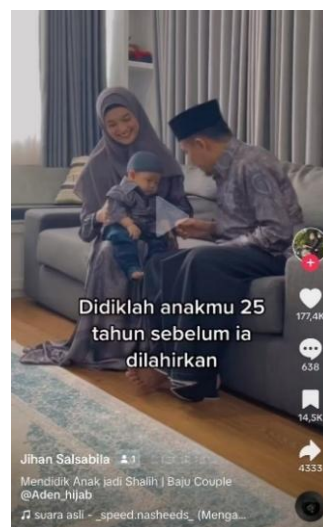 Didiklah anakmu 25
tahun sebelum ia
dilahirkan
177,4K
638
14,5K
4333
Jihan Salsabila 1
Mendidik Anak jadi Shalih | Baju Couple
@Aden_hijab
suara asli - _speed.nasheeds_ (Menga...